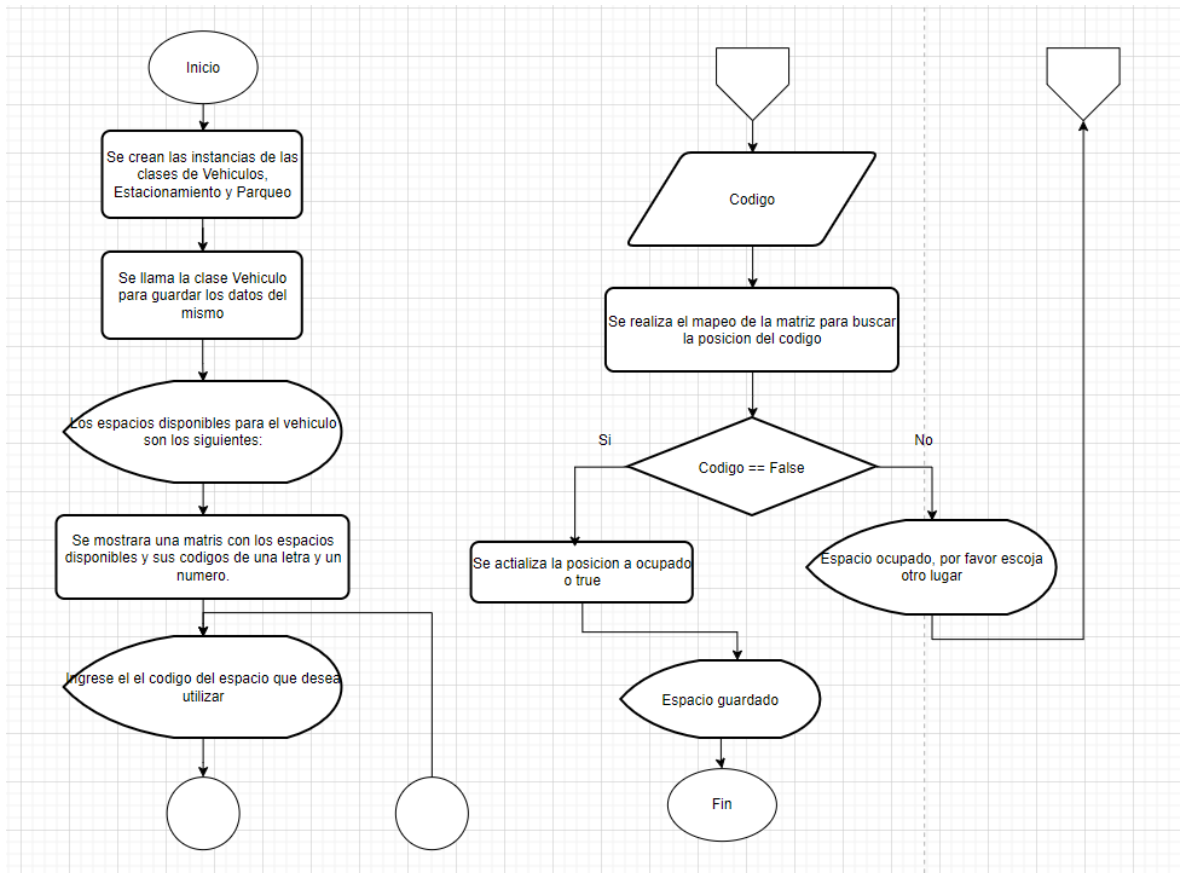 Inicio
Se crean las instancias de las
clases de Vehiculos,
Estacionamiento y Parqueo
Se llama la clase Vehiculo
para guardar los datos del
mismo
Los espacios disponibles para el vehiculo
son los siguientes:
Se mostrara una matris con los espacios
disponibles y sus codigos de una letra y un
numero.
Ingrese el el codigo del espacio que desea
utilizar
Codigo
Se realiza el mapeo de la matriz para buscar
la posicion del codigo
Si
No
Codigo == False
Se actializa la posicion a ocupado
o true
Espacio ocupado, por favor escoja
otro lugar
Espacio guardado
Fin